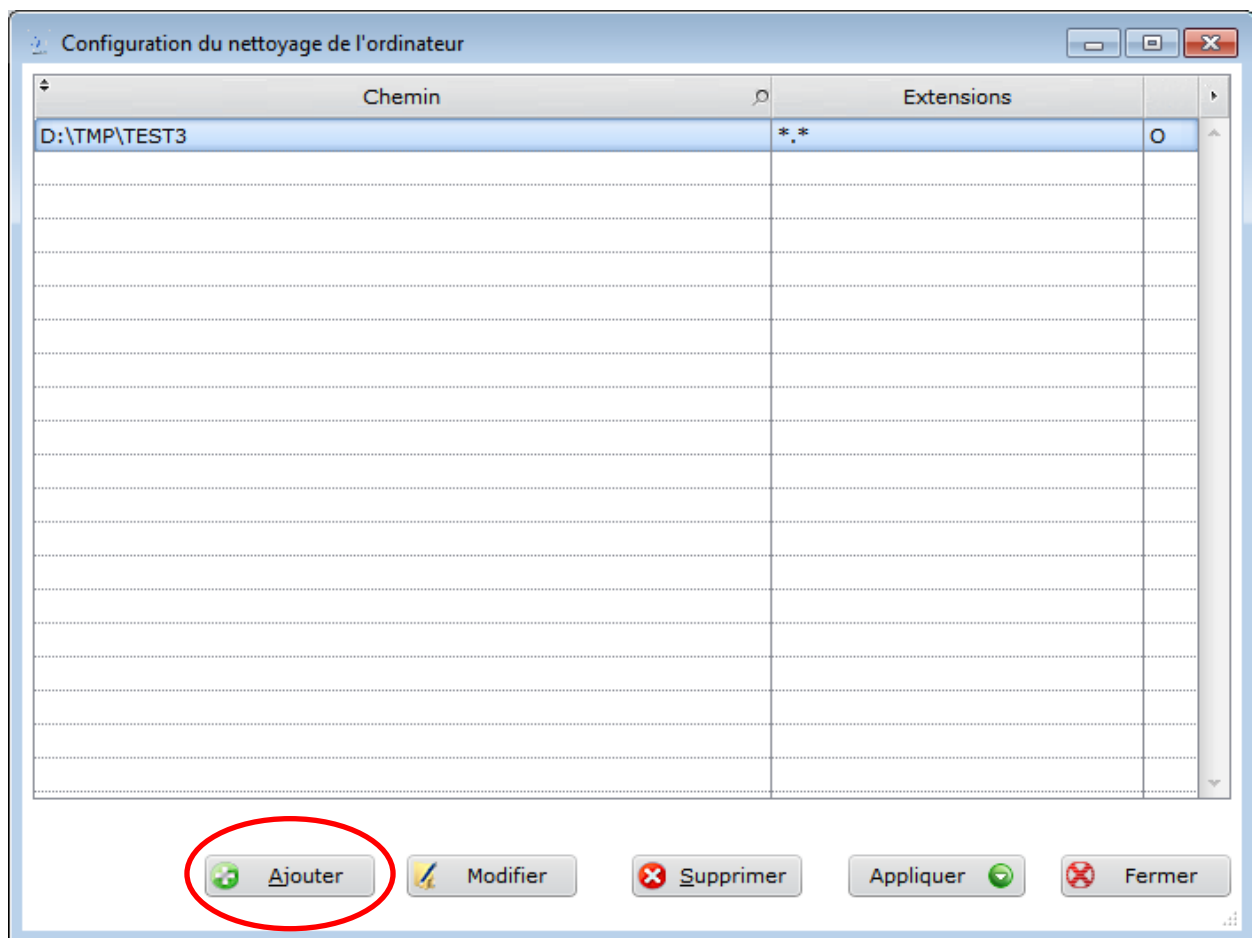 Configuration du nettoyage de l'ordinateur
Chemin Extensions
D:\TMP\TEST3 *.* O
Ajouter Modifier Supprimer Appliquer Fermer